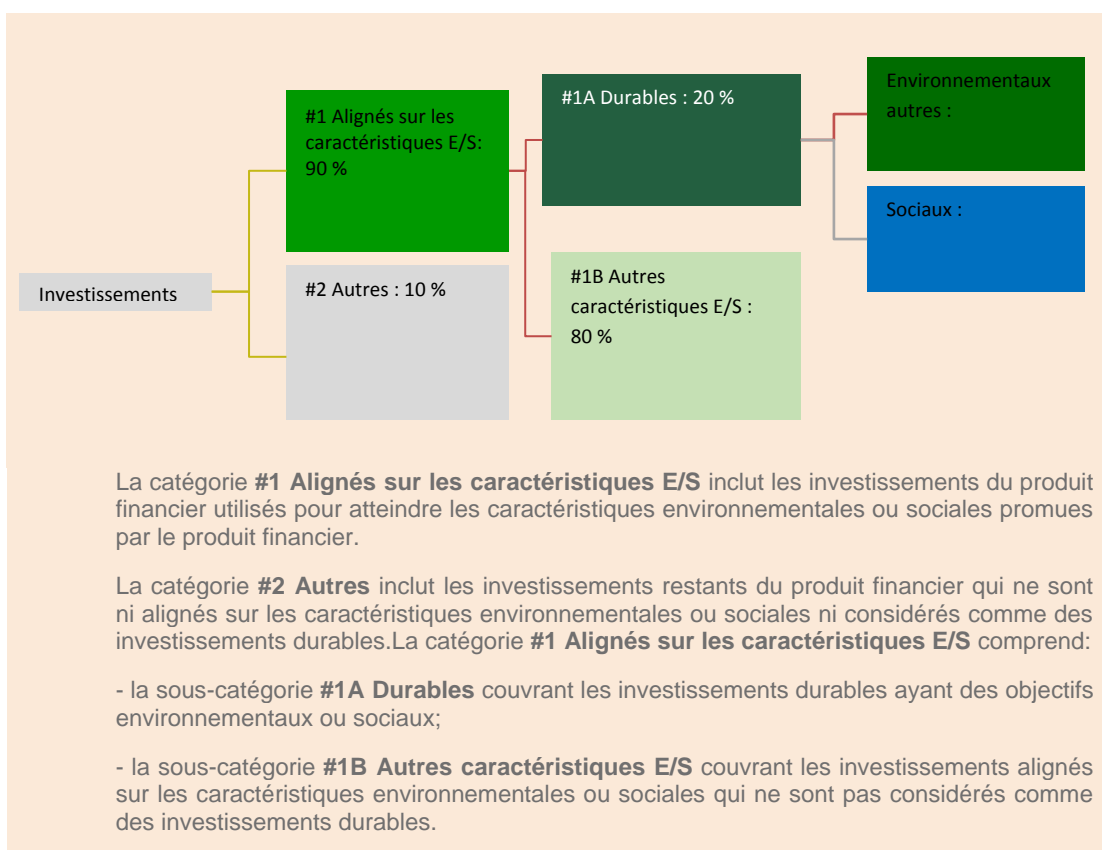 Investissements
#1 Alignés sur les
caractéristiques E/S:
90 %
#2 Autres : 10 %
#1A Durables : 20 %
#1B Autres
caractéristiques E/S :
80 %
Environnementaux
autres :
Sociaux :
La catégorie #1 Alignés sur les caractéristiques E/S inclut les investissements du produit
financier utilisés pour atteindre les caractéristiques environnementales ou sociales promues
par le produit financier.
La catégorie #2 Autres inclut les investissements restants du produit financier qui ne sont
ni alignés sur les caractéristiques environnementales ou sociales ni considérés comme des
investissements durables.La catégorie #1 Alignés sur les caractéristiques E/S comprend:
- la sous-catégorie #1A Durables couvrant les investissements durables ayant des objectifs
environnementaux ou sociaux;
- la sous-catégorie #1B Autres caractéristiques E/S couvrant les investissements alignés
sur les caractéristiques environnementales ou sociales qui ne sont pas considérés comme
des investissements durables.